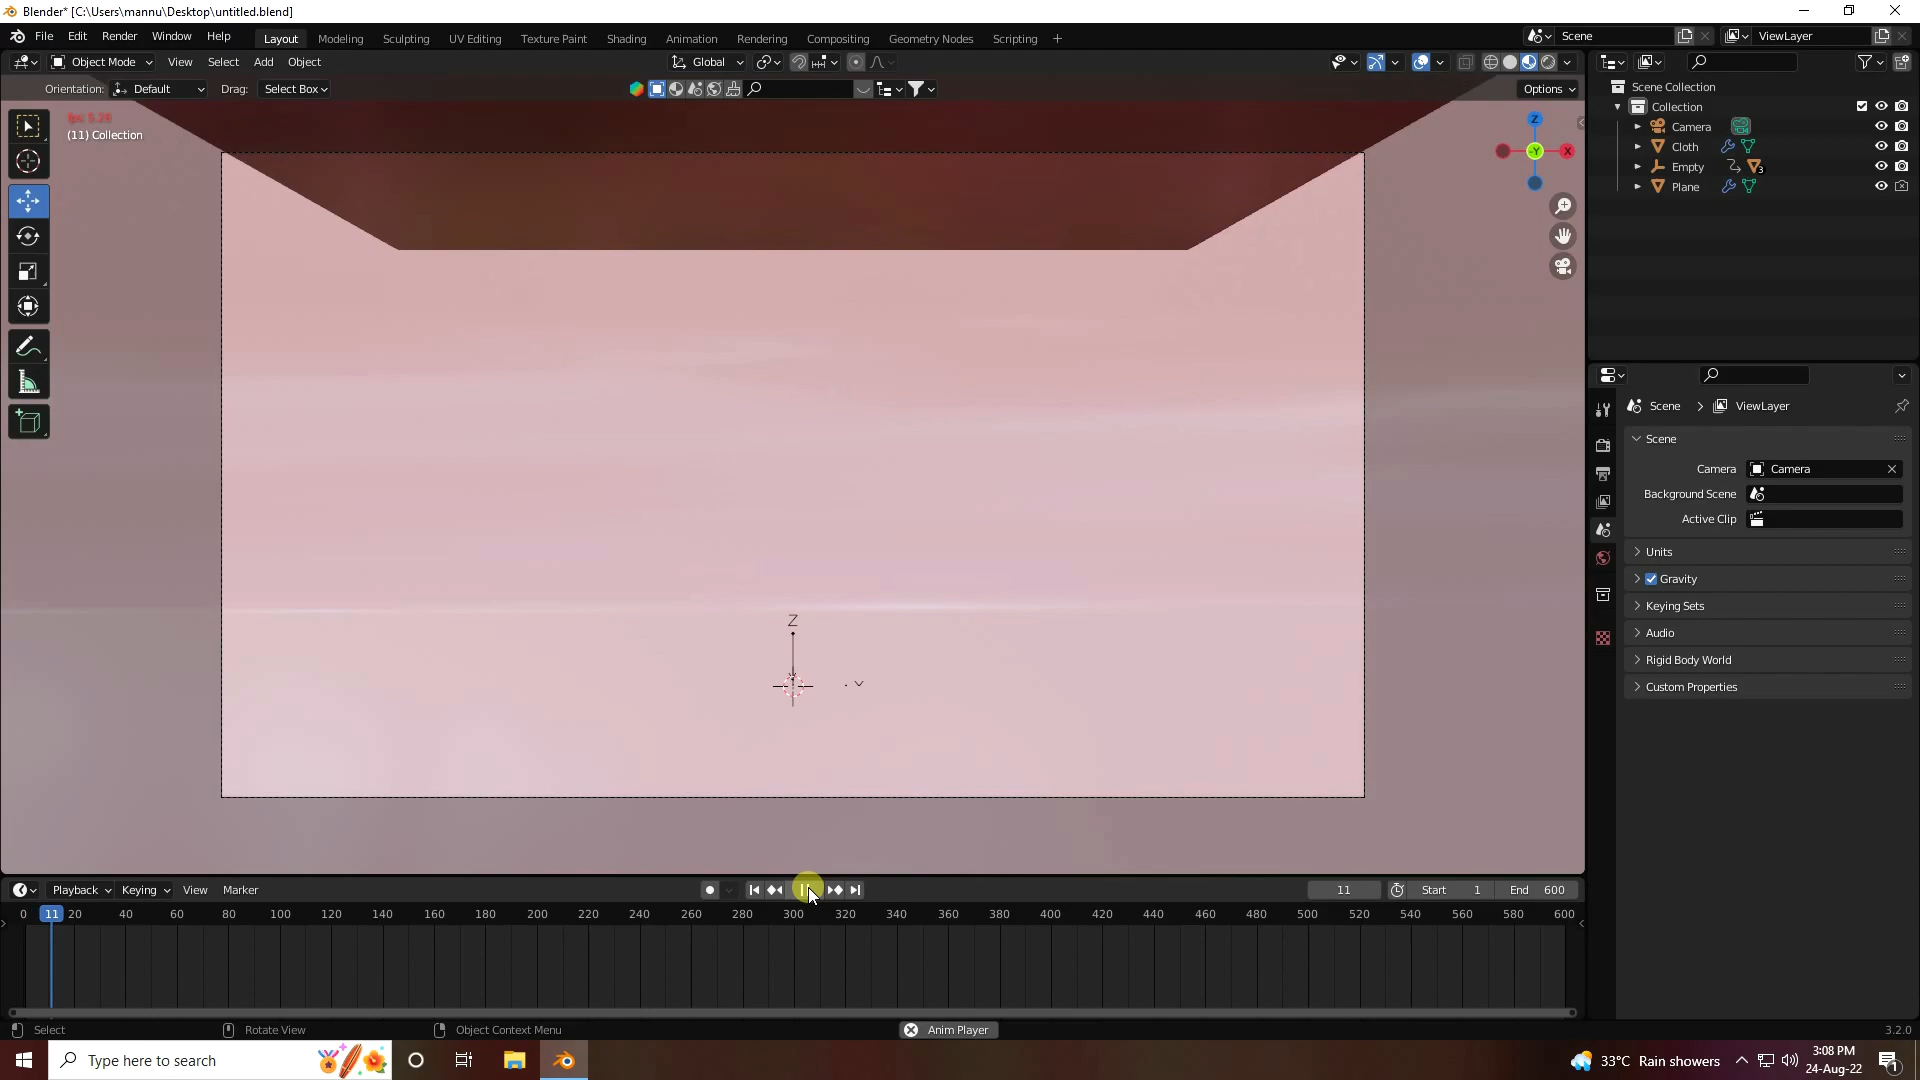 Blender* [C:\Users\mannu\Desktop\untitled.blend]
File Edit Render Window Help Layout Modeling Sculpting UV Editing Texture Paint Shading Animation Rendering Compositing Geometry Nodes Scripting + Scene ViewLayer
Object Mode View Select Add Object Global
Orientation: Default Drag: Select Box Options
fps: 5.28
(11) Collection
Z
X
-Y
Scene Collection
Collection
Camera
Cloth
Empty 3
Plane
Scene > ViewLayer
Scene
Camera Camera
Background Scene
Active Clip
Units
Gravity
Keying Sets
Audio
Rigid Body World
Custom Properties
Z
Playback Keying View Marker 11 Start 1 End 600
0 11 20 40 60 80 100 120 140 160 180 200 220 240 260 280 300 320 340 360 380 400 420 440 460 480 500 520 540 560 580 600
Select Rotate View Object Context Menu Anim Player 3.2.0
Type here to search 33°C Rain showers 3:08 PM
24-Aug-22 1